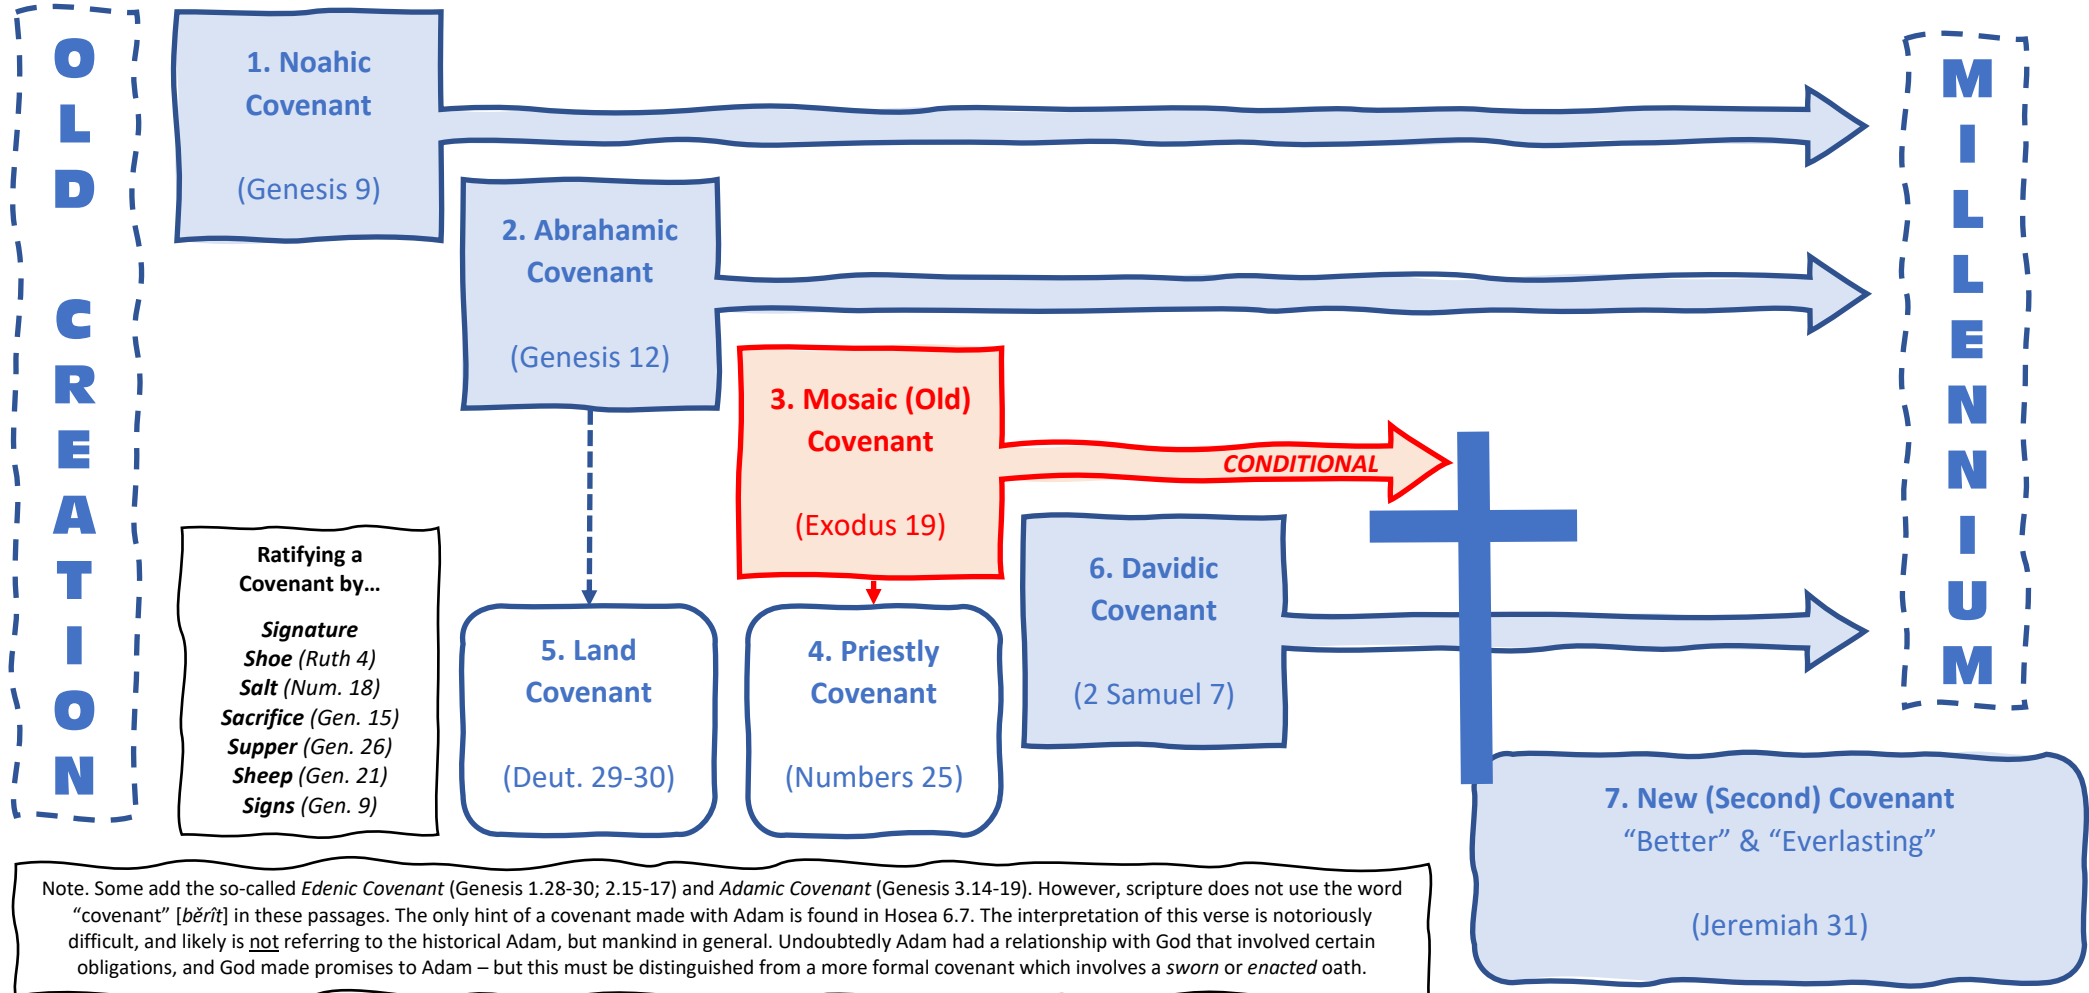 OLD CREATION
1. Noahic
Covenant
(Genesis 9)
2. Abrahamic
Covenant
(Genesis 12)
3. Mosaic (Old)
Covenant
(Exodus 19)
CONDITIONAL
MILLENNIUM
Ratifying a
Covenant by…
Signature
Shoe (Ruth 4)
Salt (Num. 18)
Sacrifice (Gen. 15)
Supper (Gen. 26)
Sheep (Gen. 21)
Signs (Gen. 9)
5. Land
Covenant
(Deut. 29-30)
4. Priestly
Covenant
(Numbers 25)
6. Davidic
Covenant
(2 Samuel 7)
7. New (Second) Covenant
“Better” & “Everlasting”
(Jeremiah 31)
Note. Some add the so-called Edenic Covenant (Genesis 1.28-30; 2.15-17) and Adamic Covenant (Genesis 3.14-19). However, scripture does not use the word
“covenant” [bĕrît] in these passages. The only hint of a covenant made with Adam is found in Hosea 6.7. The interpretation of this verse is notoriously
difficult, and likely is not referring to the historical Adam, but mankind in general. Undoubtedly Adam had a relationship with God that involved certain
obligations, and God made promises to Adam – but this must be distinguished from a more formal covenant which involves a sworn or enacted oath.